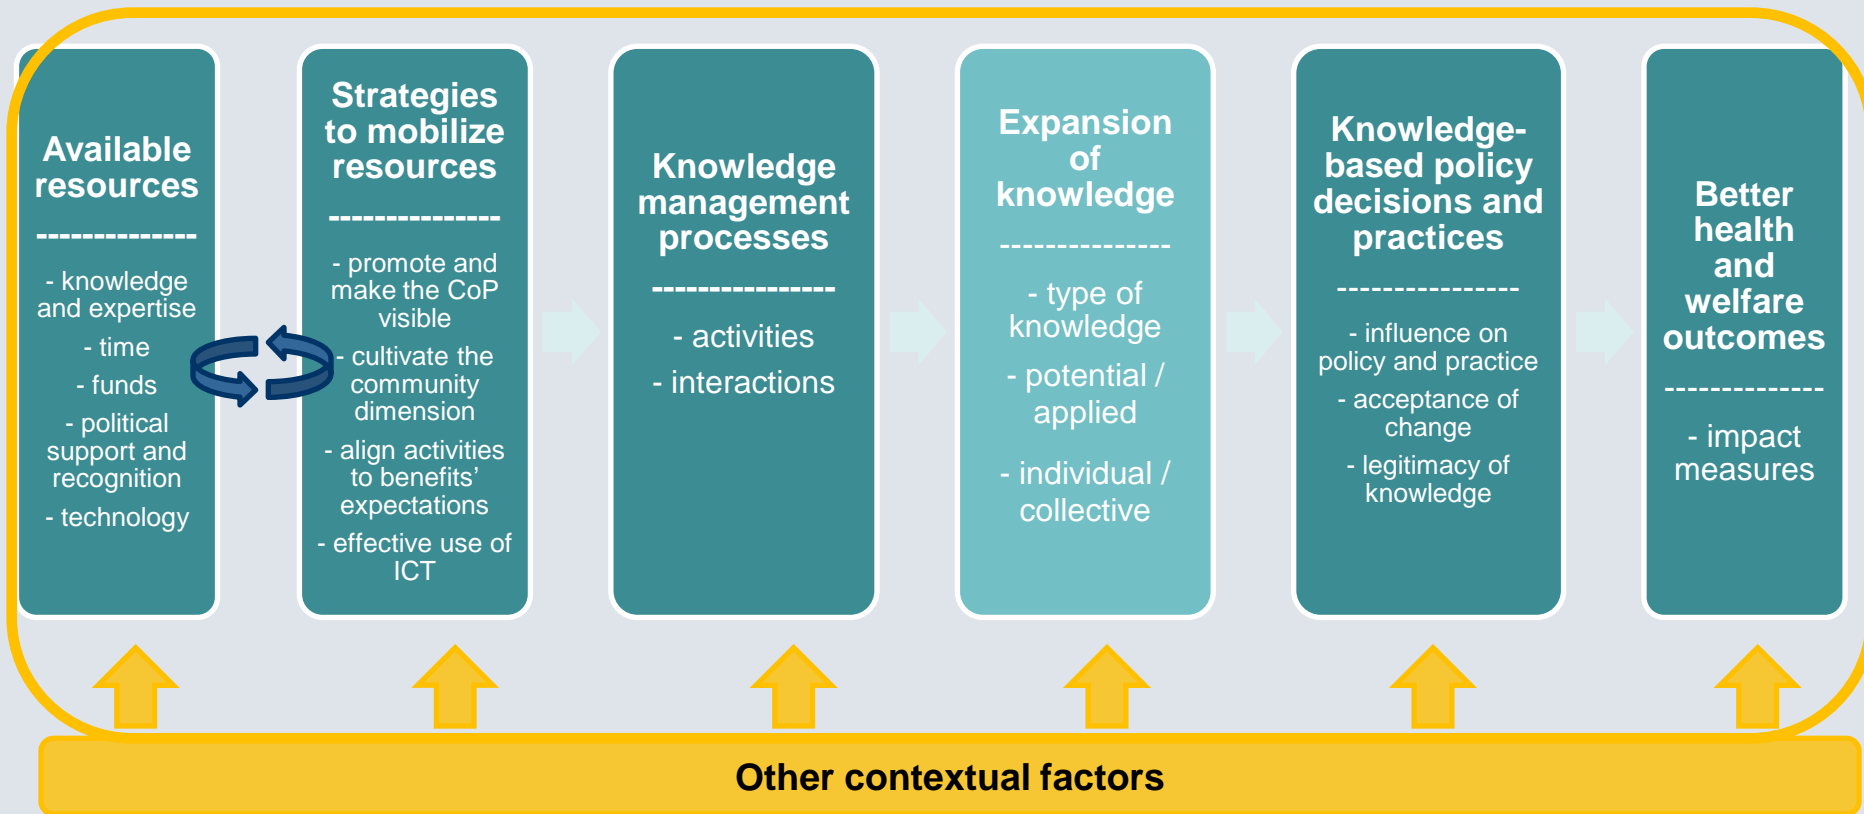 Available
resources
--------------
- knowledge
and expertise
- time
- funds
- political
support and
recognition
- technology
Strategies
to mobilize
resources
---------------
- promote and
make the CoP
visible
- cultivate the
community
dimension
- align activities
to benefits’
expectations
- effective use of
ICT
Knowledge
management
processes
----------------
- activities
- interactions
Expansion
of
knowledge
---------------
- type of
knowledge
- potential /
applied
- individual /
collective
Knowledge-
based policy
decisions and
practices
----------------
- influence on
policy and practice
- acceptance of
change
- legitimacy of
knowledge
Better
health
and
welfare
outcomes
--------------
- impact
measures
Other contextual factors